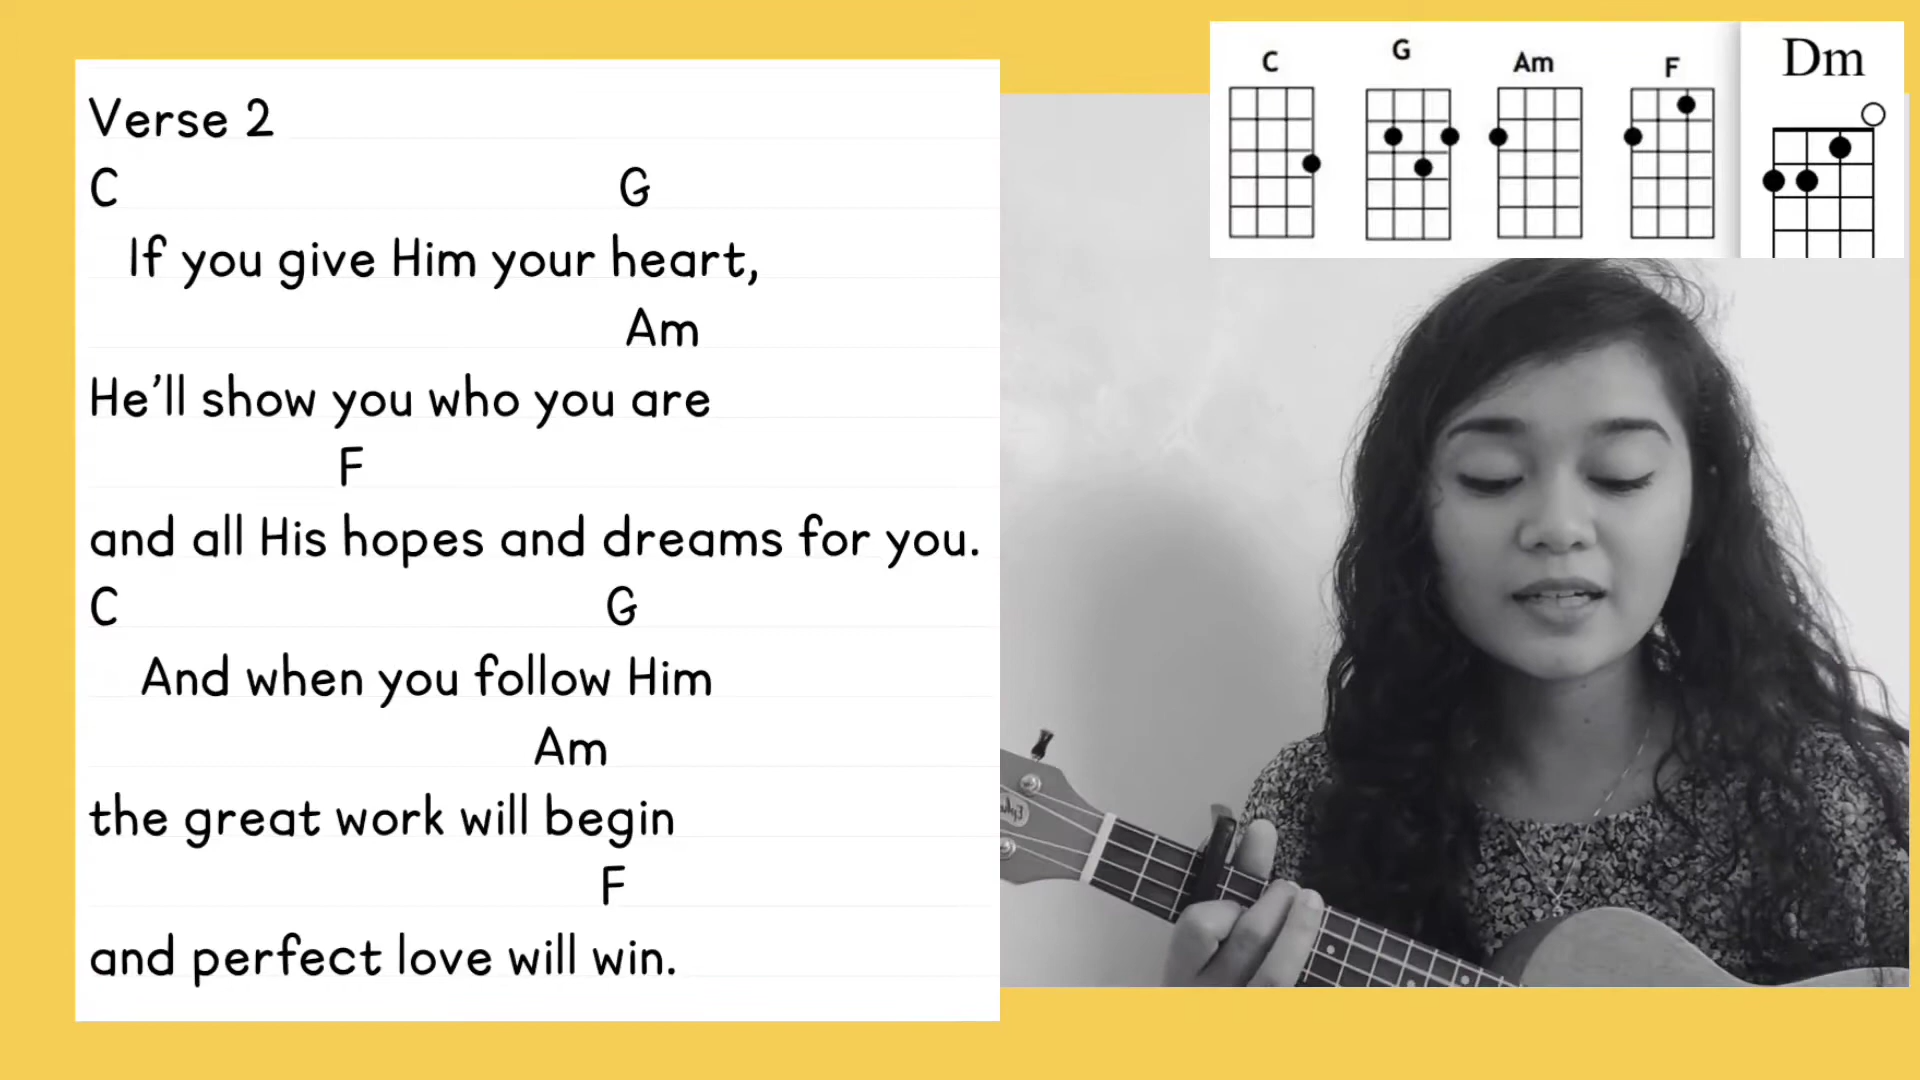 Verse 2
C G
If you give Him your heart,
Am
He'll show you who you are
F
and all His hopes and dreams for you.
C G
And when you follow Him
Am
the great work will begin
F
and perfect love will win.
C G Am F Dm